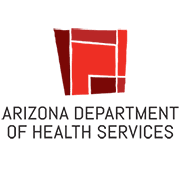 ARIZONA DEPARTMENT
OF HEALTH SERVICES